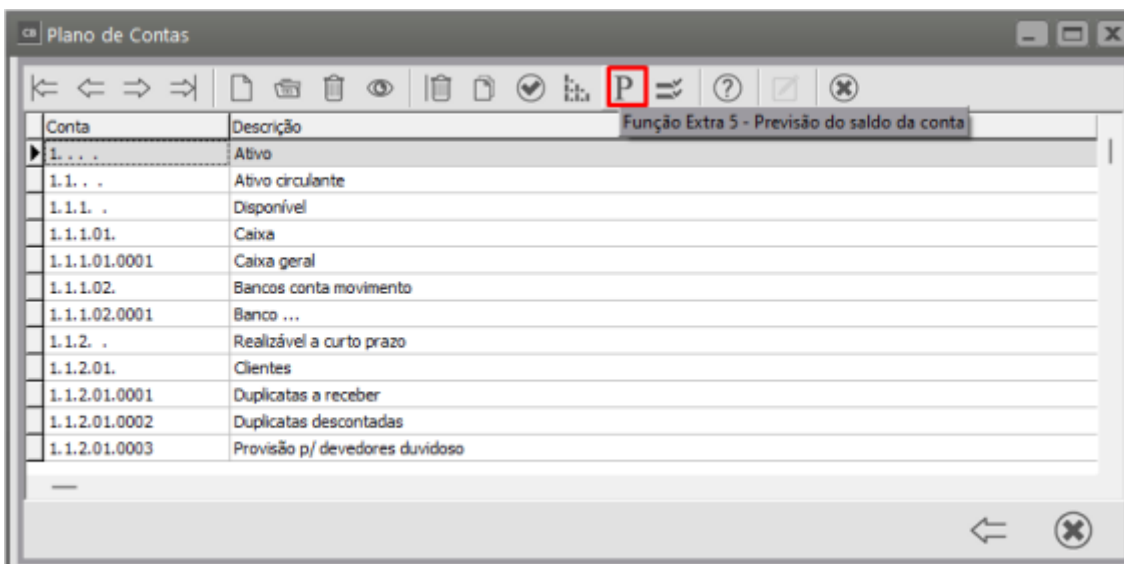 CB Plano de Contas
P ?
Função Extra 5 - Previsão do saldo da conta
Conta Descrição
1. . . . Ativo
1.1. . . Ativo circulante
1.1.1. . Disponível
1.1.1.01. Caixa
1.1.1.01.0001 Caixa geral
1.1.1.02. Bancos conta movimento
1.1.1.02.0001 Banco ...
1.1.2. . Realizável a curto prazo
1.1.2.01. Clientes
1.1.2.01.0001 Duplicatas a receber
1.1.2.01.0002 Duplicatas descontadas
1.1.2.01.0003 Provisão p/ devedores duvidoso